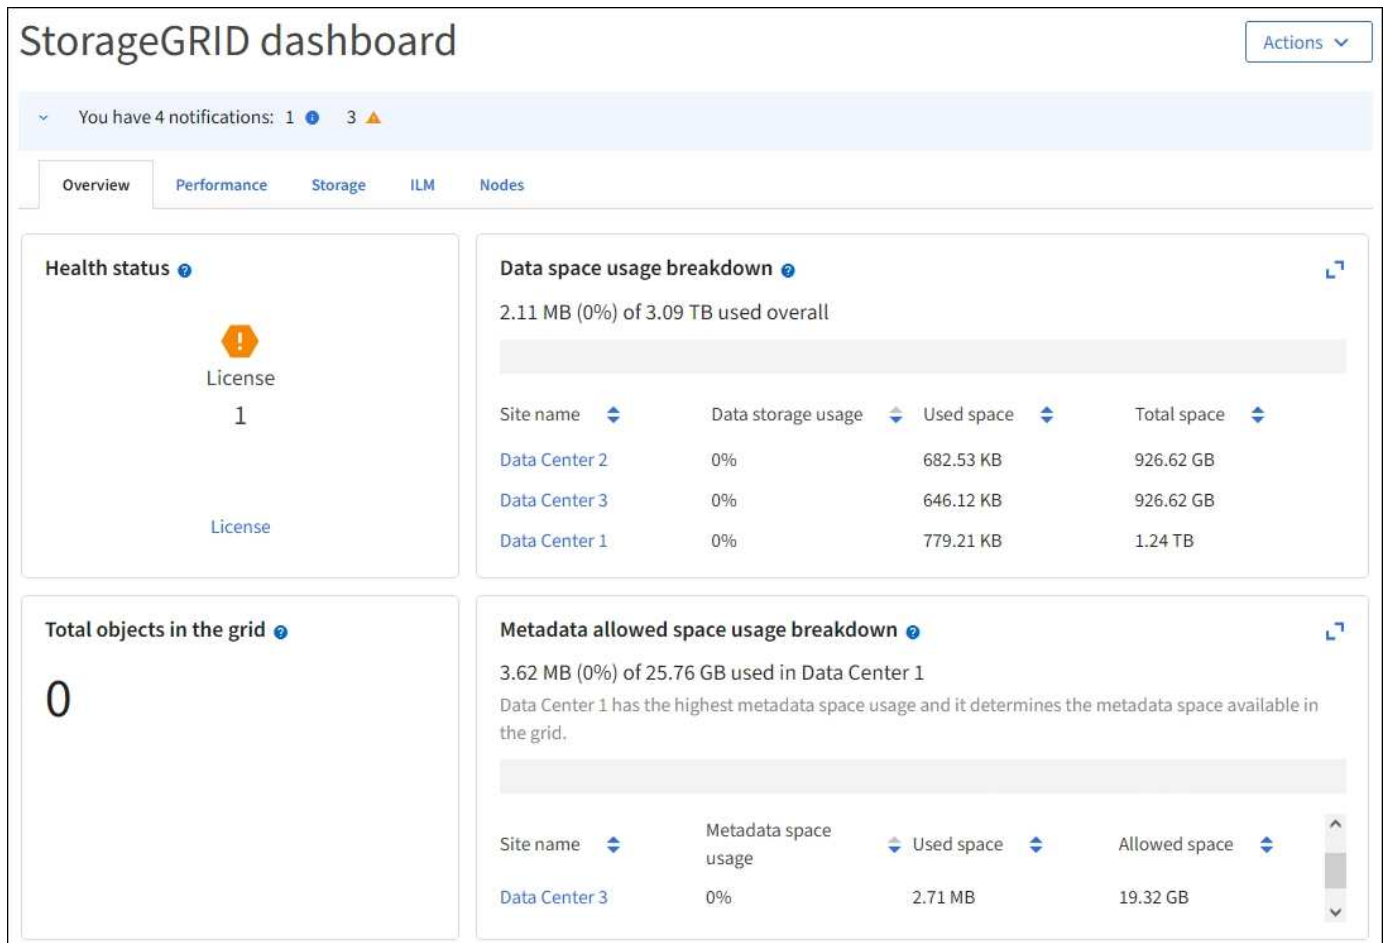 StorageGRID dashboard
Actions
You have 4 notifications: 1 3
Overview Performance Storage ILM Nodes
Health status
License
1
License
Data space usage breakdown
2.11 MB (0%) of 3.09 TB used overall
Site name Data storage usage Used space Total space
Data Center 2 0% 682.53 KB 926.62 GB
Data Center 3 0% 646.12 KB 926.62 GB
Data Center 1 0% 779.21 KB 1.24 TB
Total objects in the grid
0
Metadata allowed space usage breakdown
3.62 MB (0%) of 25.76 GB used in Data Center 1
Data Center 1 has the highest metadata space usage and it determines the metadata space available in
the grid.
Site name Metadata space usage Used space Allowed space
Data Center 3 0% 2.71 MB 19.32 GB